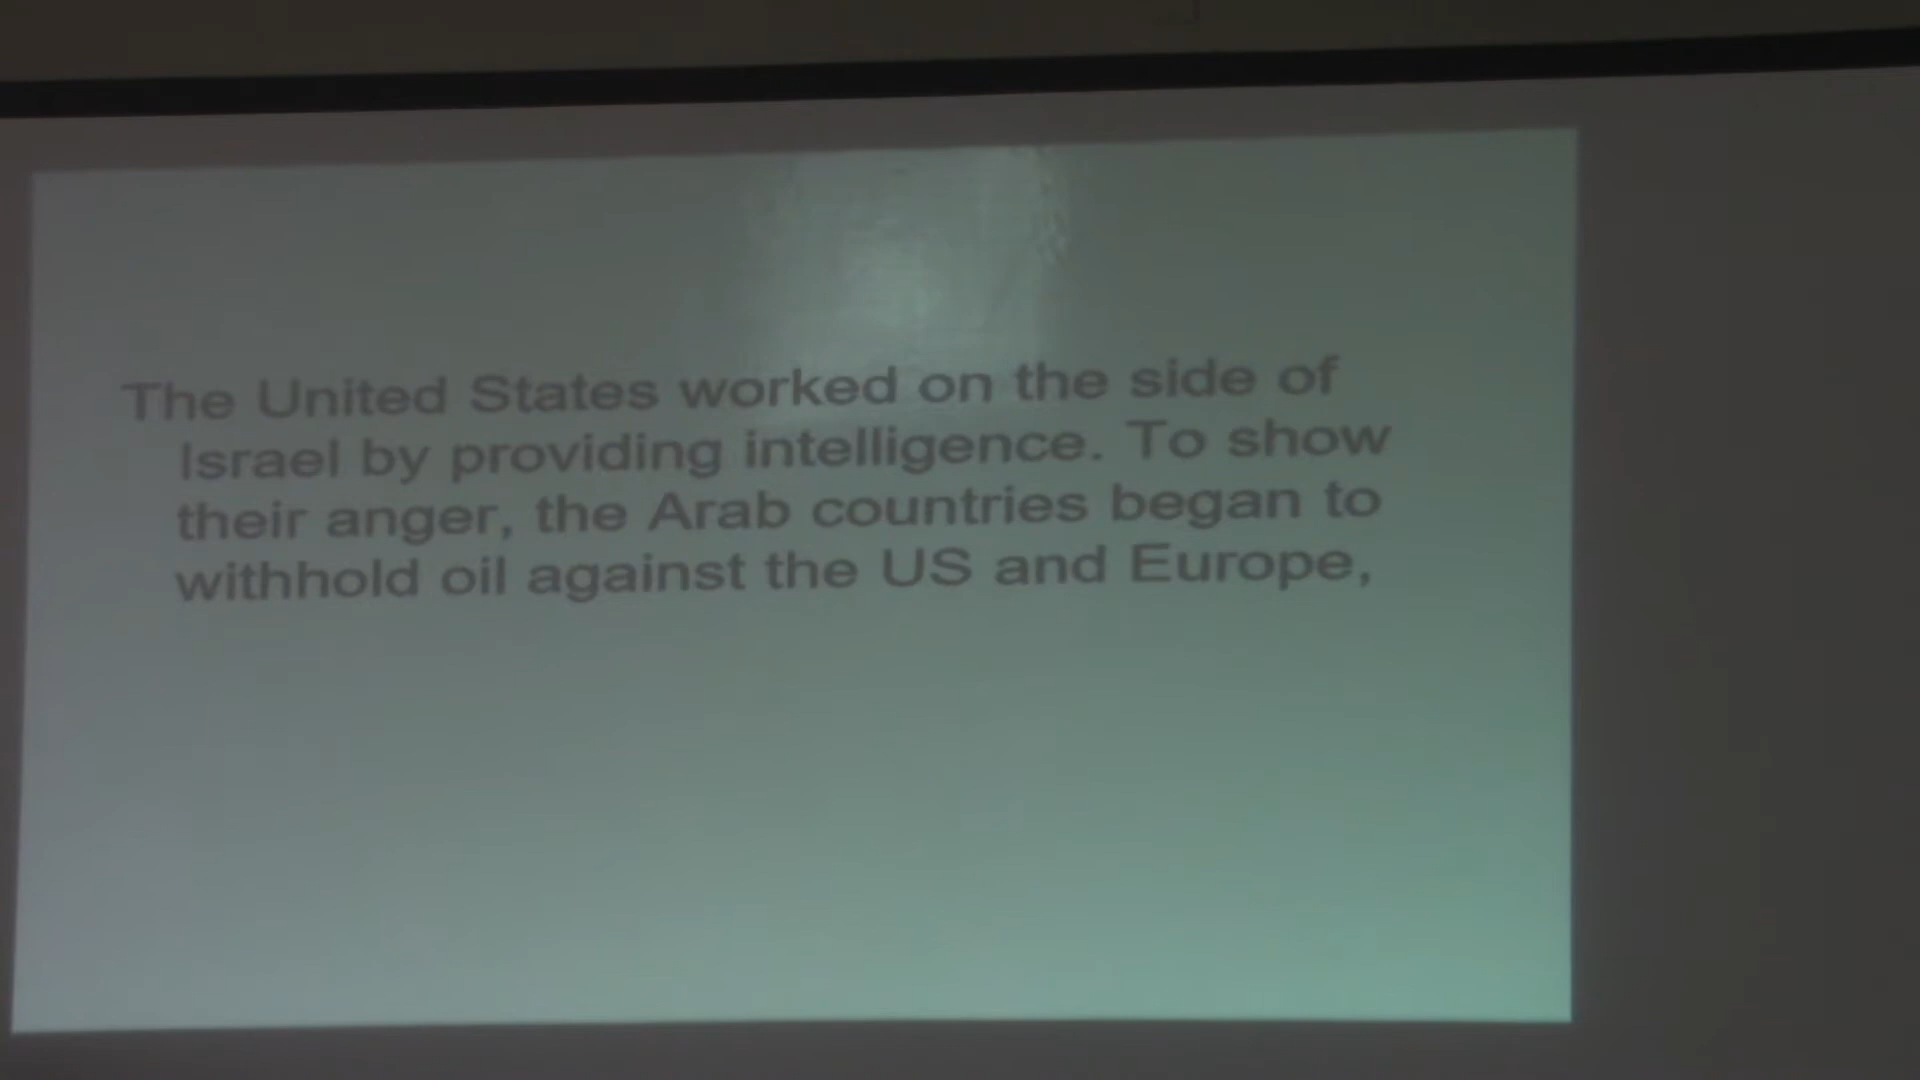 The United States worked on the side of
Israel by providing intelligence. To show
their anger, the Arab countries began to
withhold oil against the US and Europe,